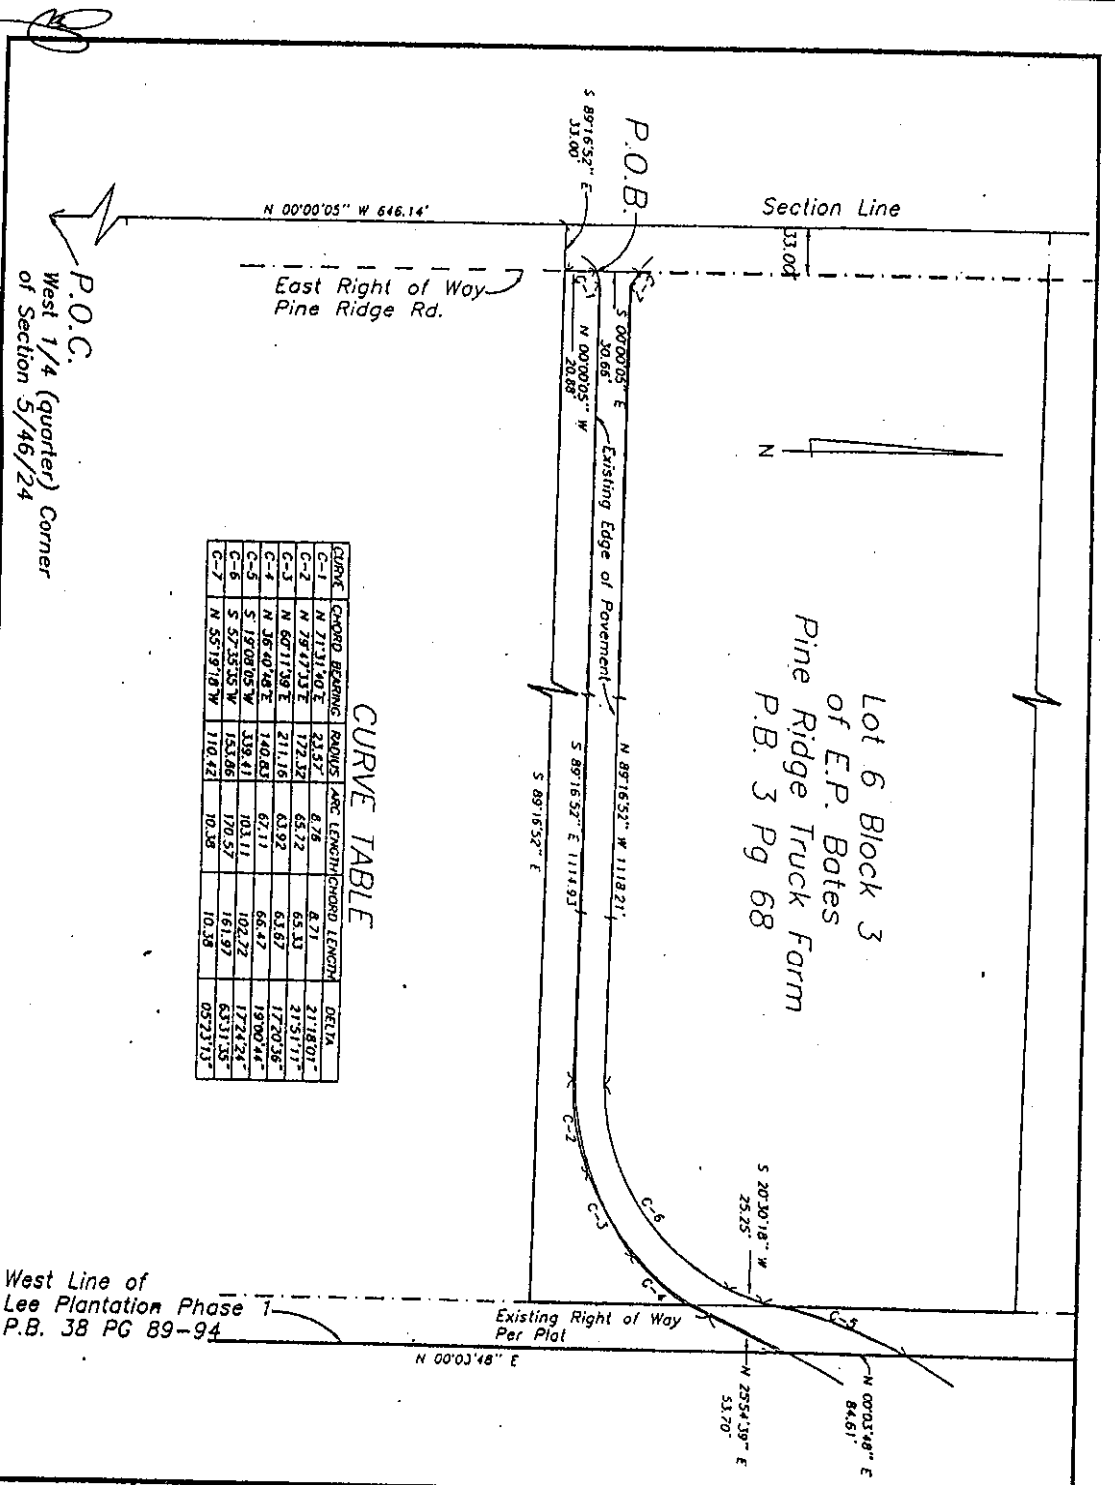 Section Line
N 00°00'05" W 646.14'
33.00'
S 89°16'52" E
33.00'
P.O.B.
East Right of Way
Pine Ridge Rd.
P.O.C.
West 1/4 (quarter) Corner
of Section 5/46/24
C-1
C-7
S 00°00'05" E
30.66'
N 00°00'05" W
20.88'
Existing Edge of Pavement
N
Lot 6 Block 3
of E.P. Bates
Pine Ridge Truck Farm
P.B. 3 Pg 68
N 89°16'52" W 1118.21'
S 89°16'52" E 1114.93'
S 89°16'52" E
CURVE TABLE
CURVE CHORD BEARING RADIUS ARC LENGTH CHORD LENGTH DELTA
C-1 N 71°31'40" E 23.57' 8.76 8.71 21°18'01"
C-2 N 79°47'33" E 172.32' 65.72 65.33 21°51'11"
C-3 N 60°11'39" E 211.16' 63.92 63.67 17°20'36"
C-4 N 36°40'48" E 140.83' 67.11 66.47 19°00'44"
C-5 S 19°08'05" W 339.41 103.11 102.72 17°24'24"
C-6 S 57°35'35" W 153.86 170.57 161.97 63°31'35"
C-7 N 55°19'18" W 110.42 10.38 10.38 05°23'13"
C-2
C-3
C-4
C-6
C-5
S 20°30'18" W
25.25'
Existing Right of Way
Per Plat
N 00°03'48" E
84.61'
N 25°54'39" E
53.70'
N 00°03'48" E
West Line of
Lee Plantation Phase 1
P.B. 38 PG 89-94